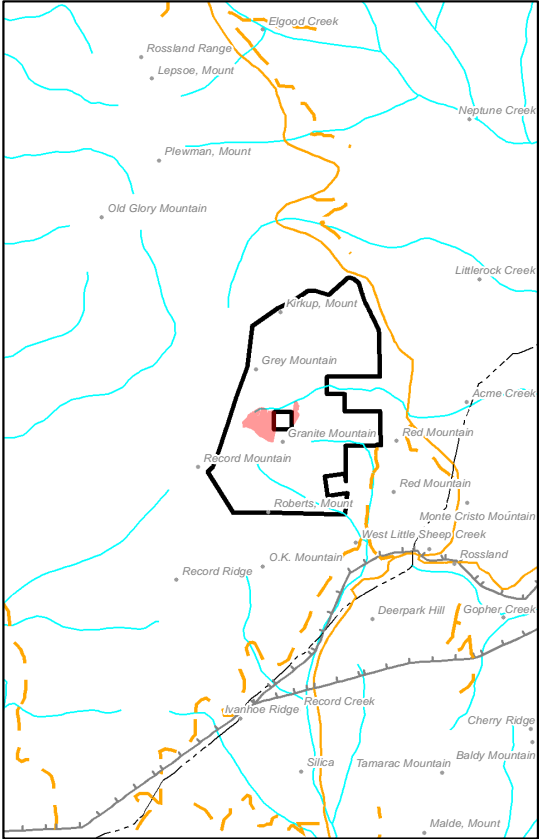 Elgood Creek
Rossland Range
Lepsoe, Mount
Neptune Creek
Plewman, Mount
Old Glory Mountain
Littlerock Creek
Kirkup, Mount
Grey Mountain
Acme Creek
Granite Mountain
Red Mountain
Record Mountain
Red Mountain
Roberts, Mount
Monte Cristo Mountain
West Little Sheep Creek
Rossland
O.K. Mountain
Record Ridge
Deerpark Hill
Gopher Creek
Record Creek
Ivanhoe Ridge
Cherry Ridge
Baldy Mountain
Silica
Tamarac Mountain
Malde, Mount